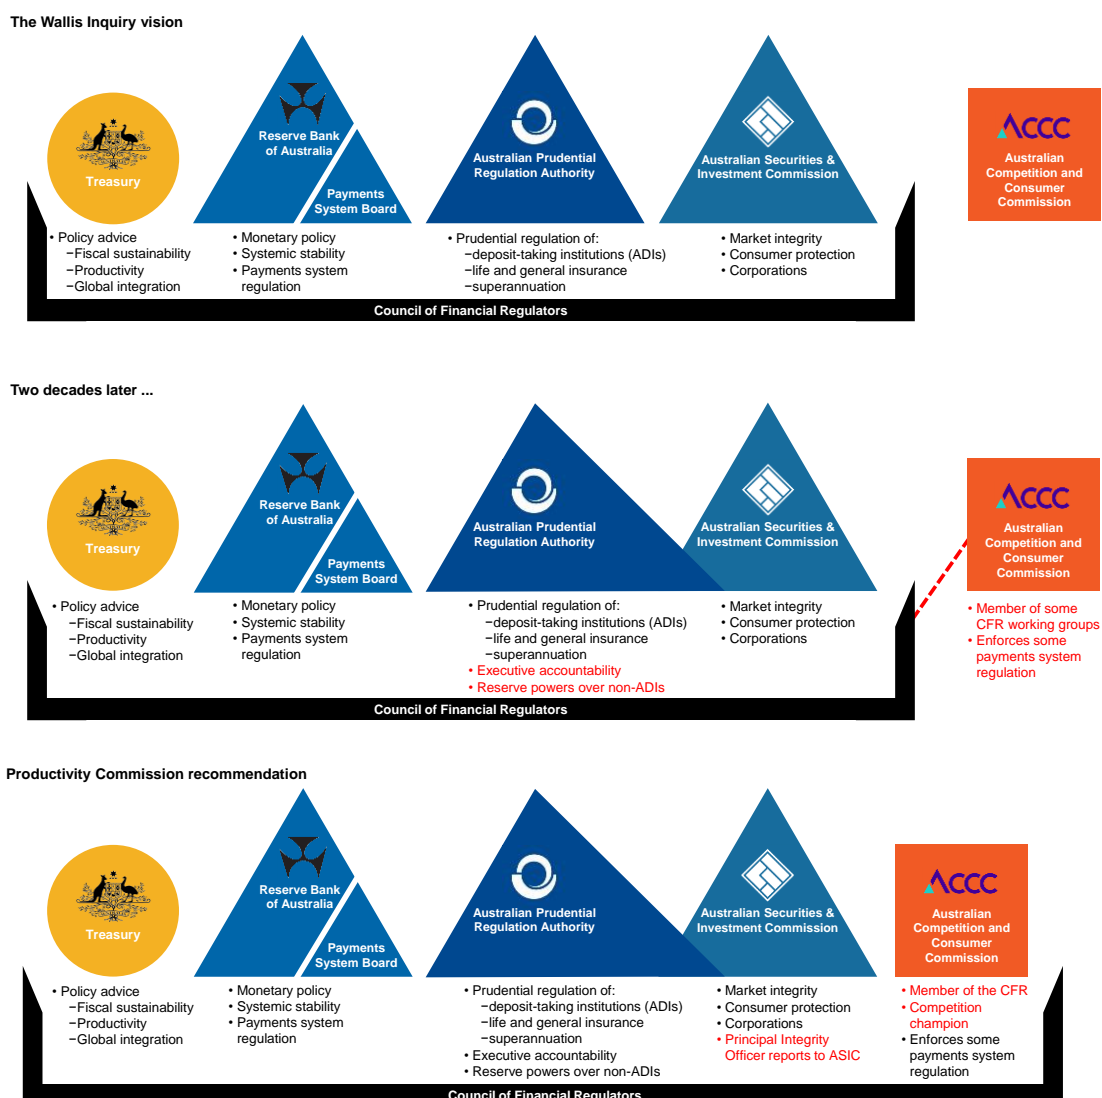 The Wallis Inquiry vision
Treasury
Reserve Bank
of Australia
Payments
System Board
Australian Prudential
Regulation Authority
Australian Securities &
Investment Commission
ACCC
Australian
Competition and
Consumer
Commission
• Policy advice
−Fiscal sustainability
−Productivity
−Global integration
• Monetary policy
• Systemic stability
• Payments system
regulation
• Prudential regulation of:
−deposit-taking institutions (ADIs)
−life and general insurance
−superannuation
• Market integrity
• Consumer protection
• Corporations
Council of Financial Regulators
Two decades later ...
Treasury
Reserve Bank
of Australia
Payments
System Board
Australian Prudential
Regulation Authority
Australian Securities &
Investment Commission
ACCC
Australian
Competition and
Consumer
Commission
• Policy advice
−Fiscal sustainability
−Productivity
−Global integration
• Monetary policy
• Systemic stability
• Payments system
regulation
• Prudential regulation of:
−deposit-taking institutions (ADIs)
−life and general insurance
−superannuation
• Executive accountability
• Reserve powers over non-ADIs
• Market integrity
• Consumer protection
• Corporations
• Member of some
CFR working groups
• Enforces some
payments system
regulation
Council of Financial Regulators
Productivity Commission recommendation
Treasury
Reserve Bank
of Australia
Payments
System Board
Australian Prudential
Regulation Authority
Australian Securities &
Investment Commission
ACCC
Australian
Competition and
Consumer
Commission
• Policy advice
−Fiscal sustainability
−Productivity
−Global integration
• Monetary policy
• Systemic stability
• Payments system
regulation
• Prudential regulation of:
−deposit-taking institutions (ADIs)
−life and general insurance
−superannuation
• Executive accountability
• Reserve powers over non-ADIs
• Market integrity
• Consumer protection
• Corporations
• Principal Integrity
Officer reports to ASIC
• Member of the CFR
• Competition
champion
• Enforces some
payments system
regulation
Council of Financial Regulators